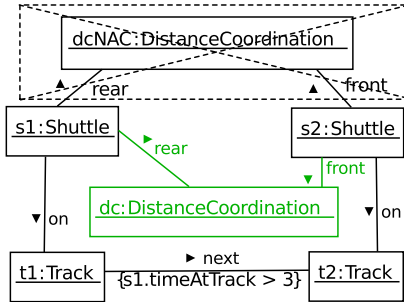 dcNAC:DistanceCoordination
rear
front
s1:Shuttle
s2:Shuttle
rear
front
dc:DistanceCoordination
on
on
next
t1:Track
{s1.timeAtTrack > 3}
t2:Track